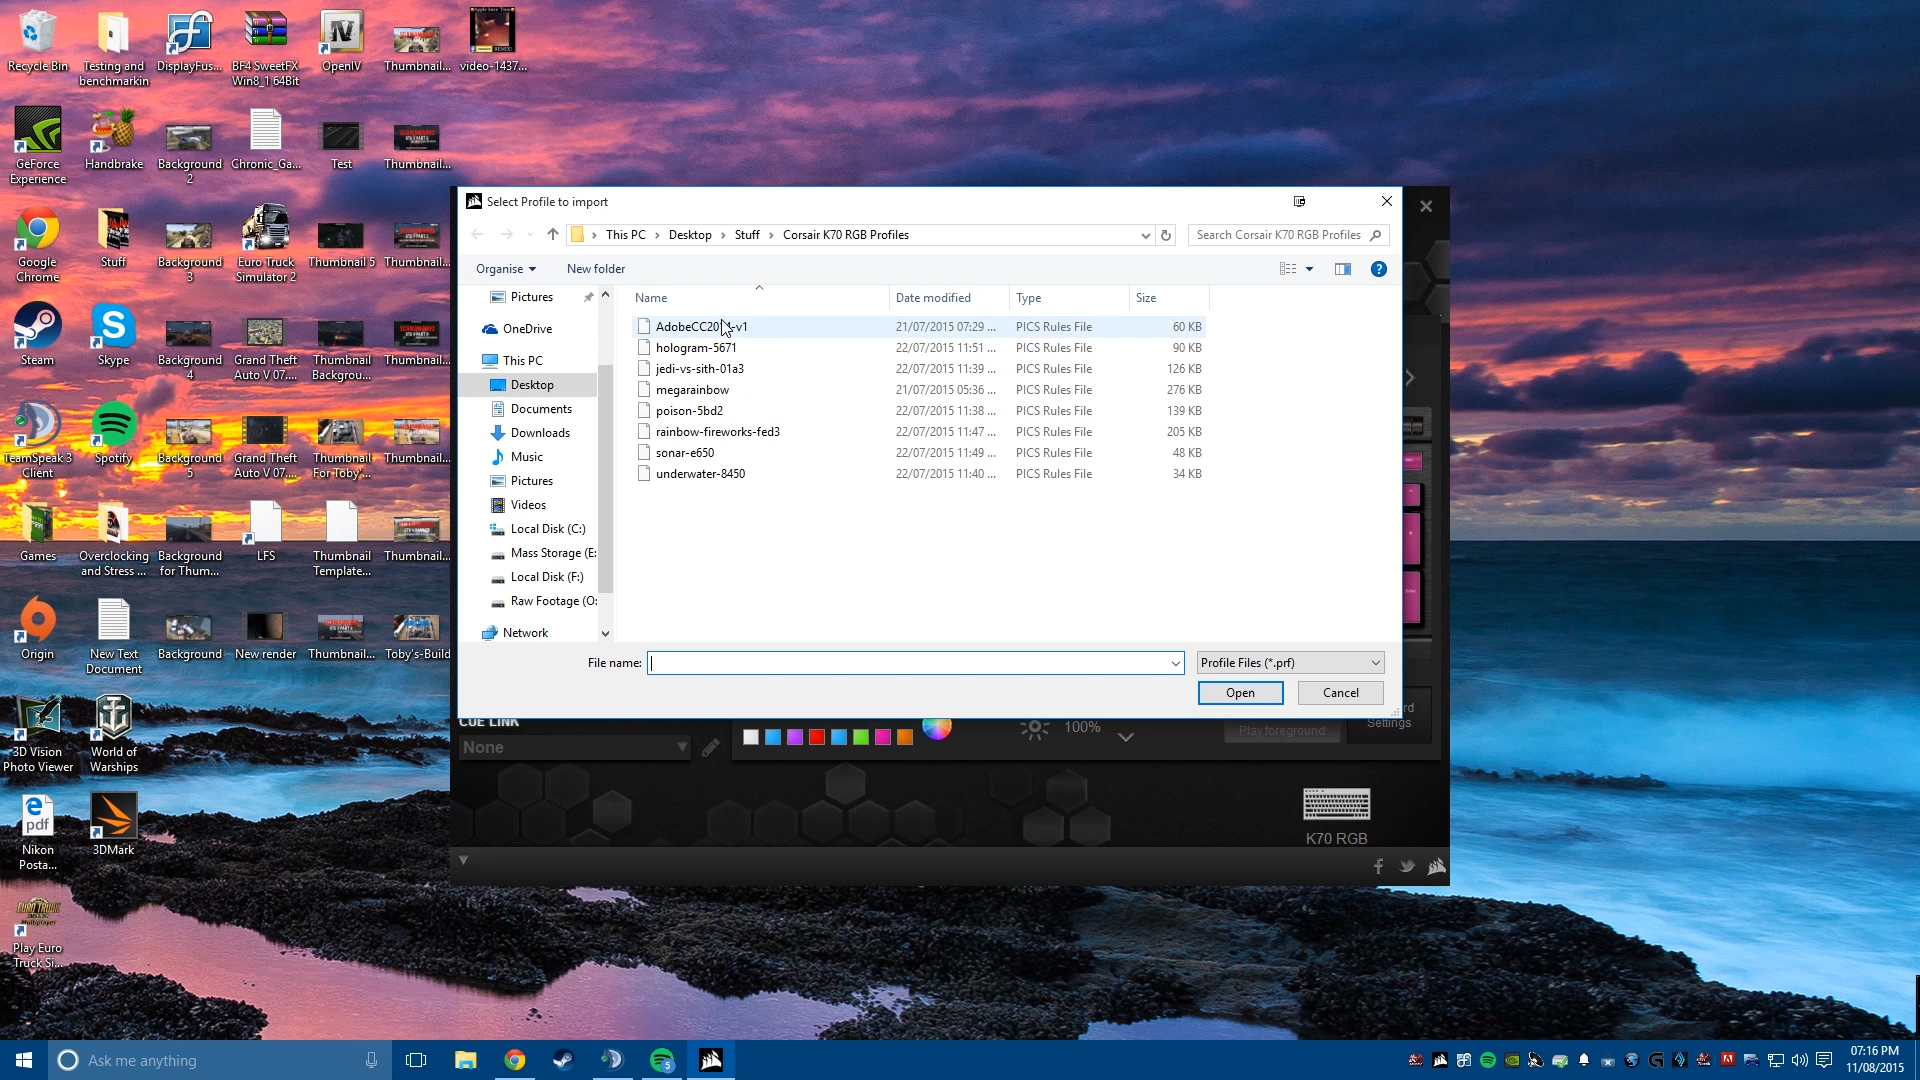 Recycle Bin
Testing and benchmarkin
DisplayFus...
BF4 SweetFX Win8_1 64Bit
OpenIV
Thumbnail...
video-1437...
GeForce Experience
Handbrake
Background 2
Chronic_Ga...
Test
Thumbnail...
Google Chrome
Stuff
Background 3
Euro Truck Simulator 2
Thumbnail 5
Thumbnail...
Steam
Skype
Background 4
Grand Theft Auto V 07....
Thumbnail Backgrou...
Thumbnail...
TeamSpeak 3 Client
Spotify
Background 5
Grand Theft Auto V 07....
Thumbnail For Toby'...
Thumbnail...
Games
Overclocking and Stress ...
Background for Thum...
LFS
Thumbnail Template...
Thumbnail...
Origin
New Text Document
Background
New render
Thumbnail...
Toby's-Build
3D Vision Photo Viewer
World of Warships
pdf
Nikon Posta...
3DMark
Play Euro Truck Si...
Select Profile to import
This PC
Desktop
Stuff
Corsair K70 RGB Profiles
Search Corsair K70 RGB Profiles
Organise
New folder
Pictures
OneDrive
This PC
Desktop
Documents
Downloads
Music
Pictures
Videos
Local Disk (C:)
Mass Storage (E:
Local Disk (F:)
Raw Footage (O:
Network
Name Date modified Type Size
21/07/2015 07:29 ... PICS Rules File 60 KB
hologram-5671 22/07/2015 11:51 ... PICS Rules File 90 KB
jedi-vs-sith-01a3 22/07/2015 11:39 ... PICS Rules File 126 KB
megarainbow 21/07/2015 05:36 ... PICS Rules File 276 KB
poison-5bd2 22/07/2015 11:38 ... PICS Rules File 139 KB
rainbow-fireworks-fed3 22/07/2015 11:47 ... PICS Rules File 205 KB
sonar-e650 22/07/2015 11:49 ... PICS Rules File 48 KB
underwater-8450 22/07/2015 11:40 ... PICS Rules File 34 KB
File name:
Profile Files (*.prf)
Open
Cancel
CUE LINK
None
100%
Play foreground
rd
Settings
K70 RGB
Ask me anything
5
07:16 PM
11/08/2015